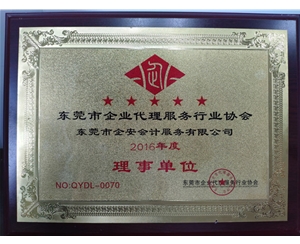 东莞市企业代理服务行业协会
东莞市企安会计服务有限公司
2016年度
理事单位
NO:QYDL-0070
东莞市企业代理服务行业协会